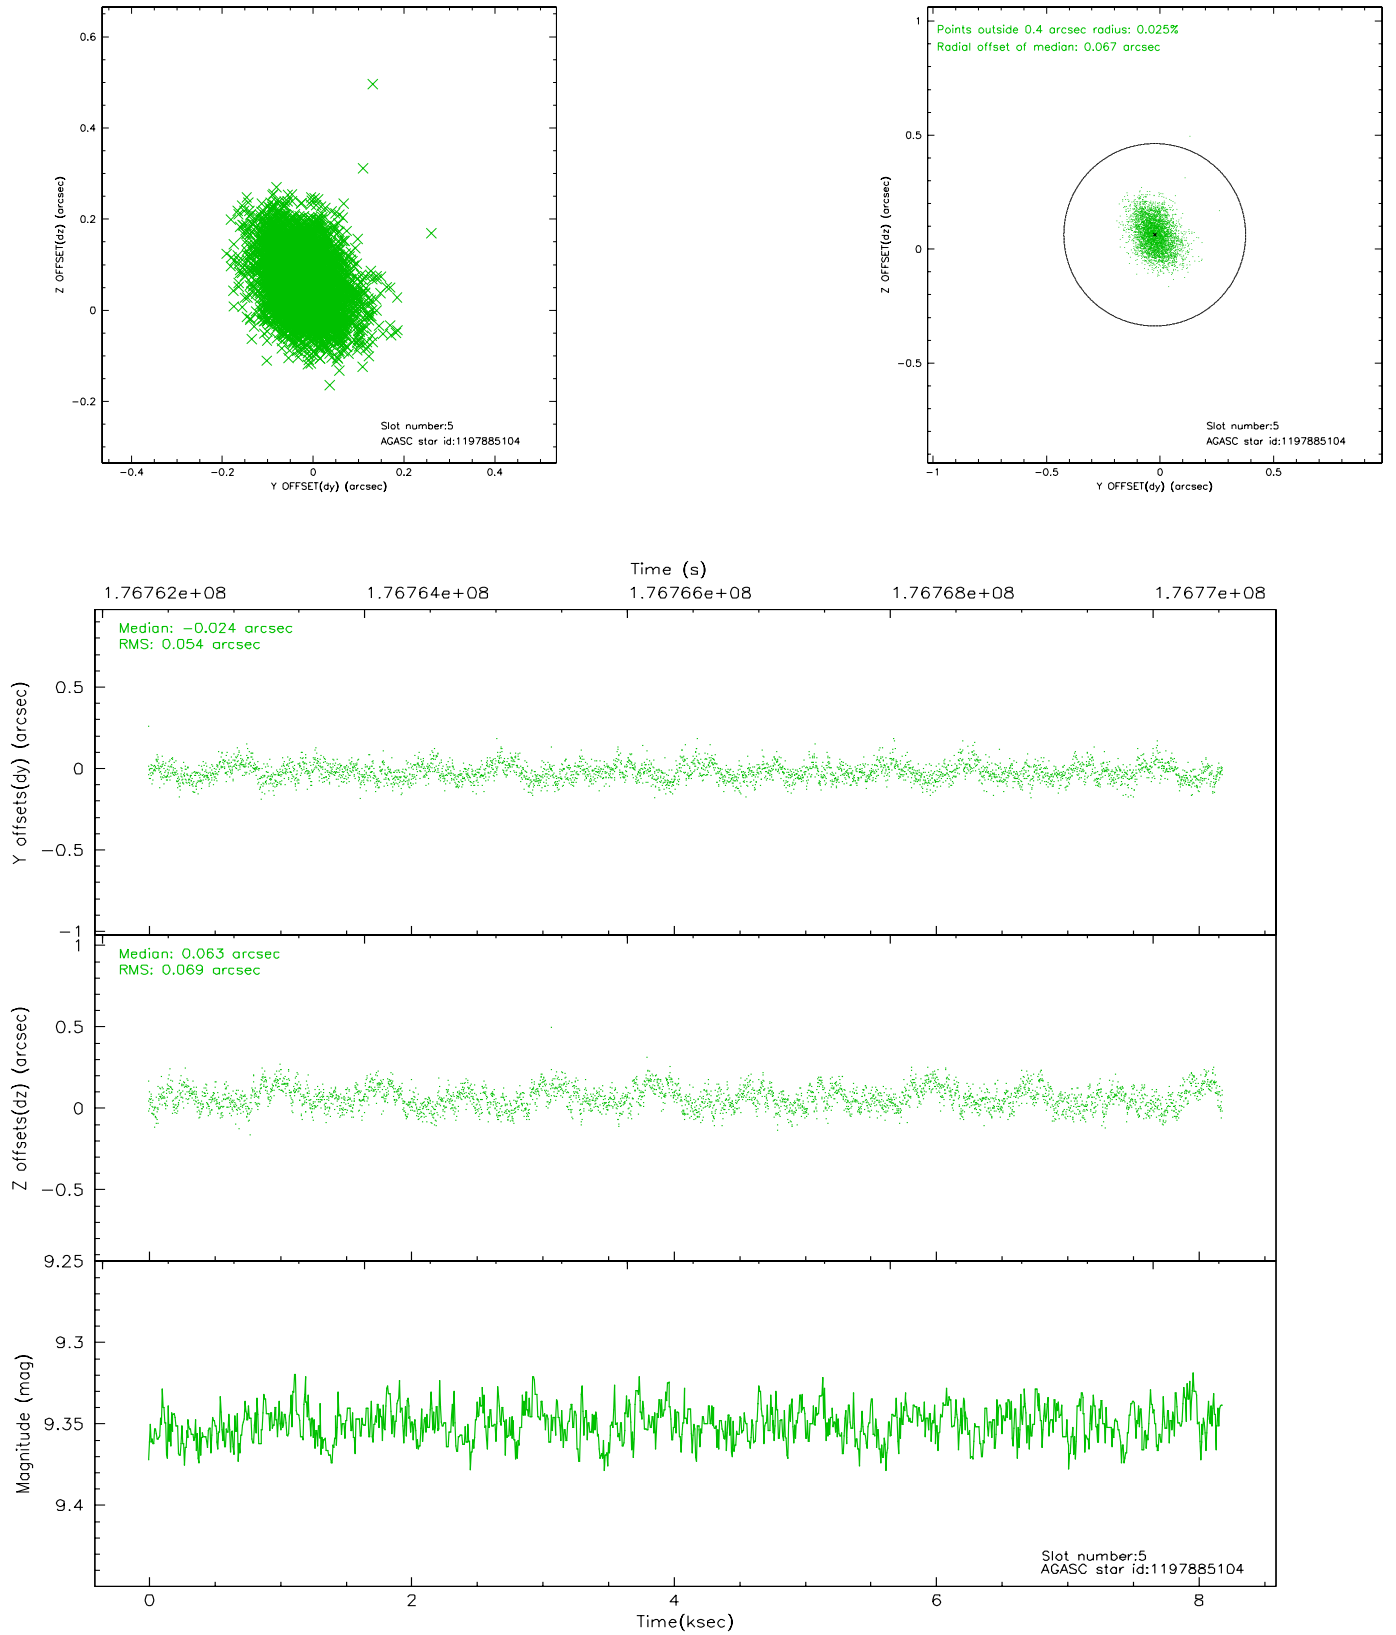 0.6
0.4
0.2
0
−0.2
Z OFFSET(dz) (arcsec)
Slot number:5
AGASC star id:1197885104
−0.4 −0.2 0 0.2 0.4
Y OFFSET(dy) (arcsec)
Points outside 0.4 arcsec radius: 0.025%
Radial offset of median: 0.067 arcsec
1
0.5
0
−0.5
Z OFFSET(dz) (arcsec)
Slot number:5
AGASC star id:1197885104
−1 −0.5 0 0.5
Y OFFSET(dy) (arcsec)
Time (s)
1.76762e+08 1.76764e+08 1.76766e+08 1.76768e+08 1.7677e+08
Median: −0.024 arcsec
RMS: 0.054 arcsec
0.5
0
−0.5
−1
Y offsets(dy) (arcsec)
Median: 0.063 arcsec
RMS: 0.069 arcsec
1
0.5
0
−0.5
Z offsets(dz) (arcsec)
9.25
9.3
9.35
9.4
Magnitude (mag)
Slot number:5
AGASC star id:1197885104
0 2 4 6 8
Time(ksec)